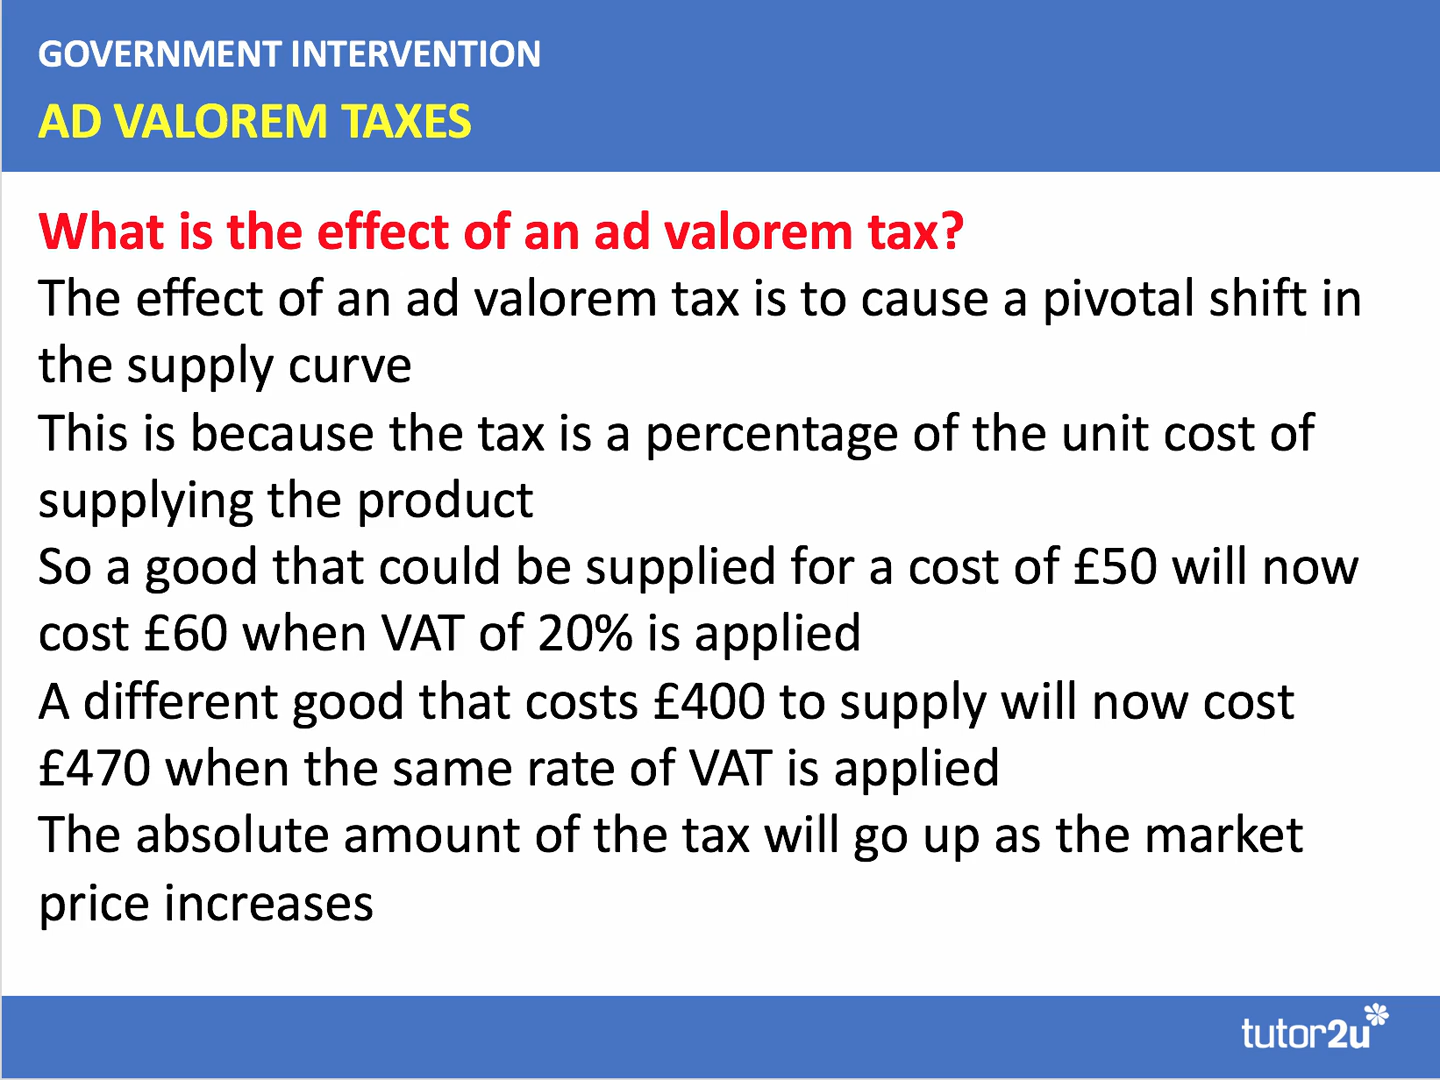 GOVERNMENT INTERVENTION
AD VALOREM TAXES
What is the effect of an ad valorem tax?
The effect of an ad valorem tax is to cause a pivotal shift in
the supply curve
This is because the tax is a percentage of the unit cost of
supplying the product
So a good that could be supplied for a cost of £50 will now
cost £60 when VAT of 20% is applied
A different good that costs £400 to supply will now cost
£470 when the same rate of VAT is applied
The absolute amount of the tax will go up as the market
price increases
tutor2u